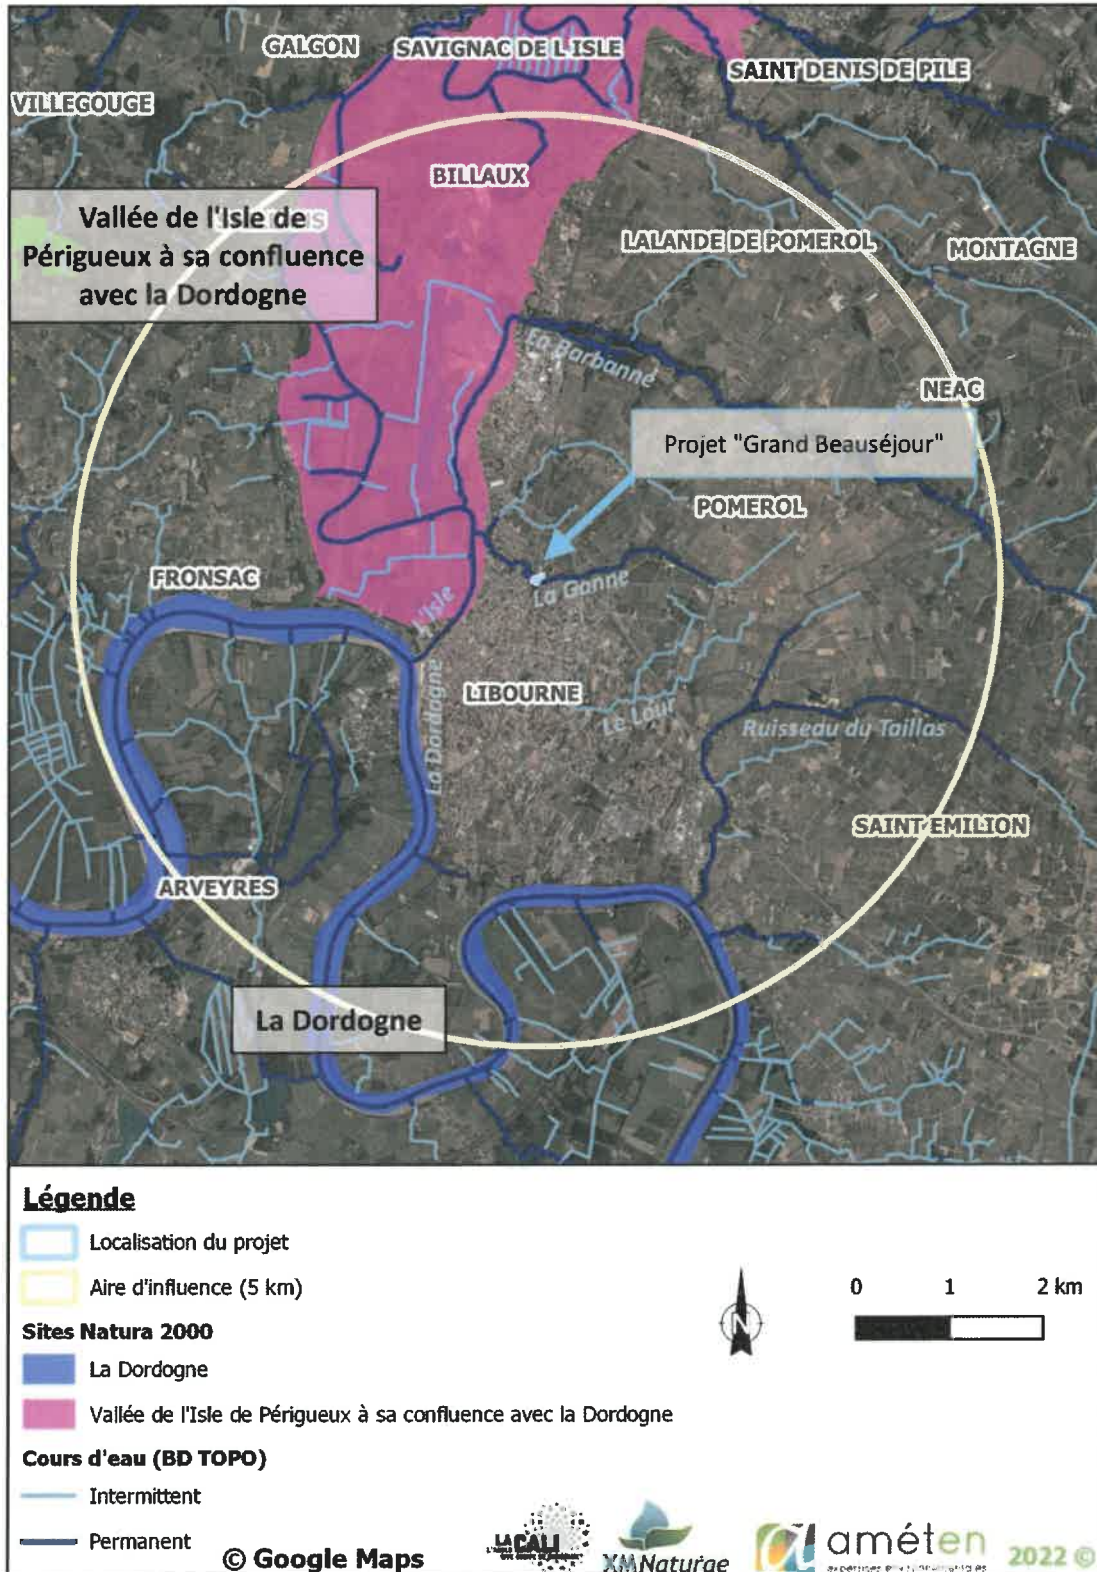 GALGON
SAVIGNAC DE L ISLE
SAINT DENIS DE PILE
VILLEGOUGE
BILLAUX
Vallée de l'Isle de
Périgueux à sa confluence
avec la Dordogne
LALANDE DE POMEROL
MONTAGNE
La Barbanne
NEAC
Projet "Grand Beauséjour"
POMEROL
FRONSAC
La Ganne
L'Isle
La Dordogne
LIBOURNE
Le Lour
Ruisseau du Taillas
SAINT EMILION
ARVEYRES
La Dordogne
Légende
Localisation du projet
Aire d'influence (5 km)
Sites Natura 2000
La Dordogne
Vallée de l'Isle de Périgueux à sa confluence avec la Dordogne
Cours d'eau (BD TOPO)
Intermittent
Permanent
N
0 1 2 km
© Google Maps
LA CALI
XMNaturae
améten
2022 ©